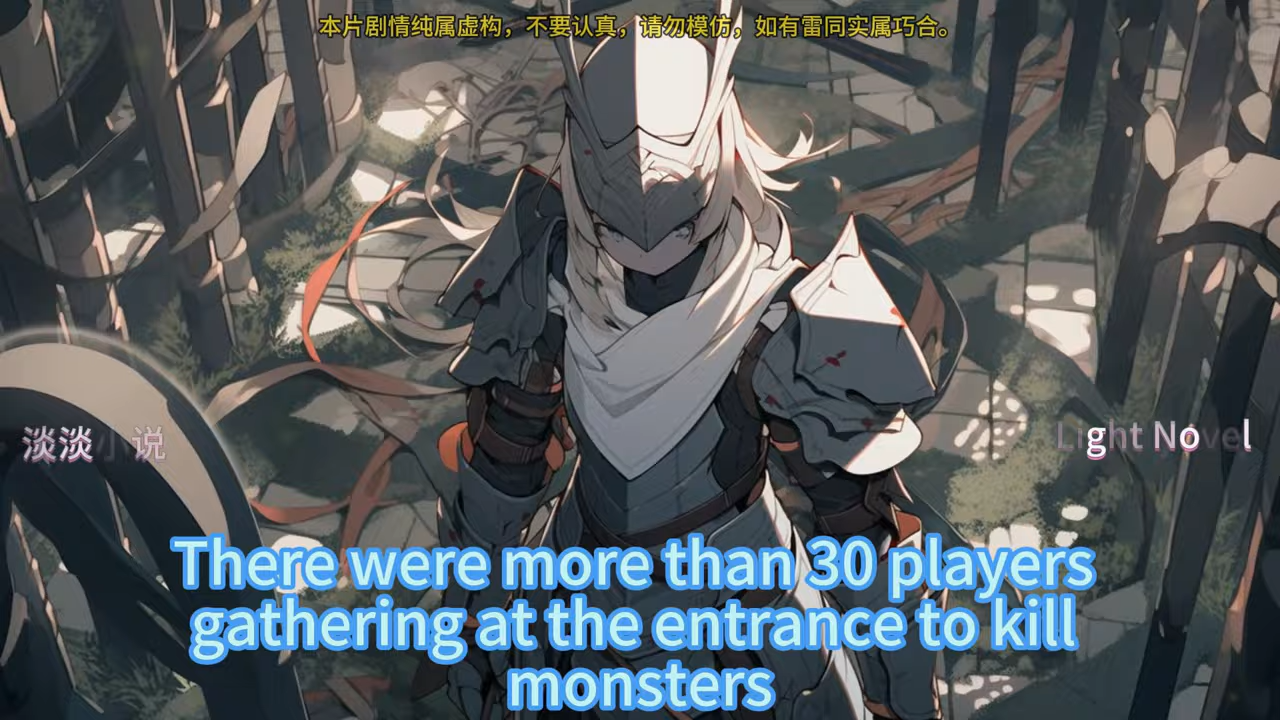 本片剧情纯属虚构，不要认真，请勿模仿，如有雷同实属巧合。
淡淡小说
Light Novel
There were more than 30 players
gathering at the entrance to kill
monsters